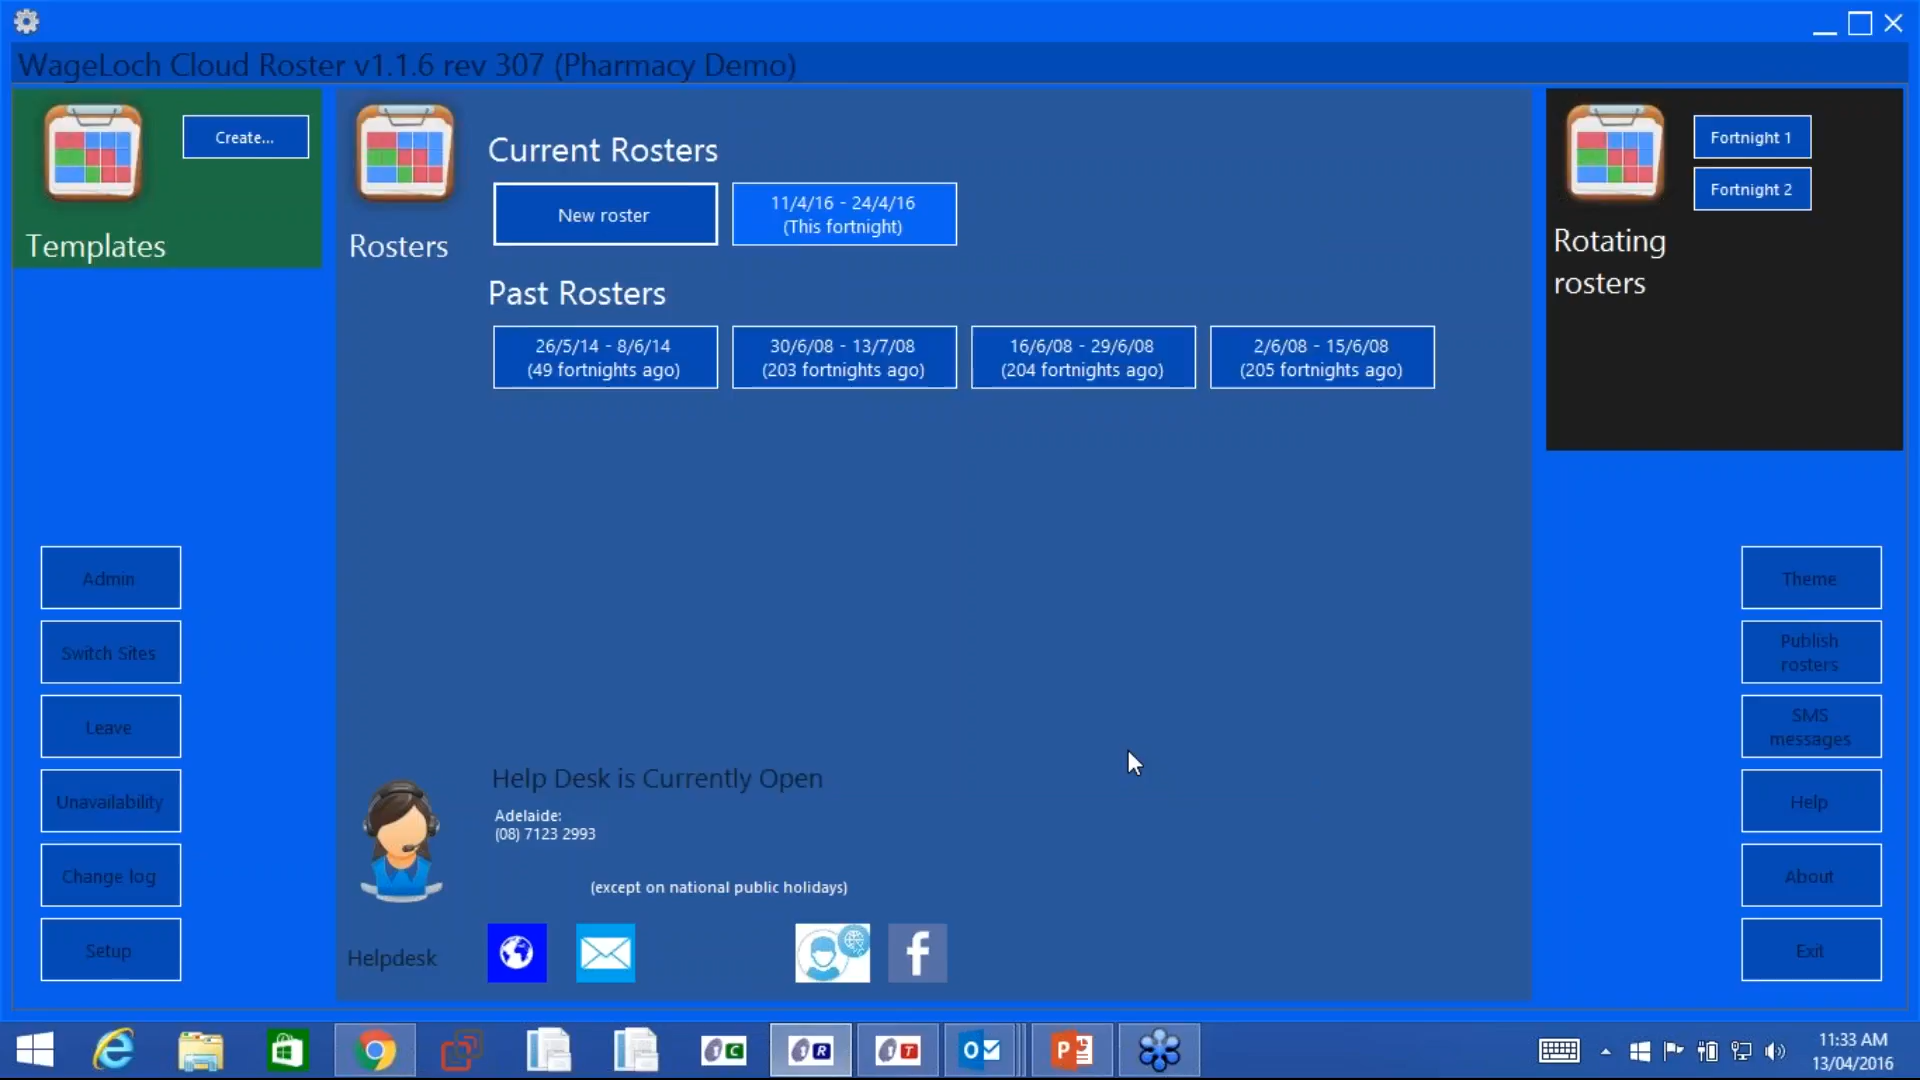 WageLoch Cloud Roster v1.1.6 rev 307 (Pharmacy Demo)
Create...
Templates
Rosters
Current Rosters
New roster
11/4/16 - 24/4/16
(This fortnight)
Past Rosters
26/5/14 - 8/6/14
(49 fortnights ago)
30/6/08 - 13/7/08
(203 fortnights ago)
16/6/08 - 29/6/08
(204 fortnights ago)
2/6/08 - 15/6/08
(205 fortnights ago)
Fortnight 1
Fortnight 2
Rotating
rosters
Admin
Switch Sites
Leave
Unavailability
Change log
Setup
Theme
Publish
rosters
SMS
messages
Help
About
Exit
Help Desk is Currently Open
Adelaide:
(08) 7123 2993
(except on national public holidays)
Helpdesk
f
C
R
T
O
P
11:33 AM
13/04/2016